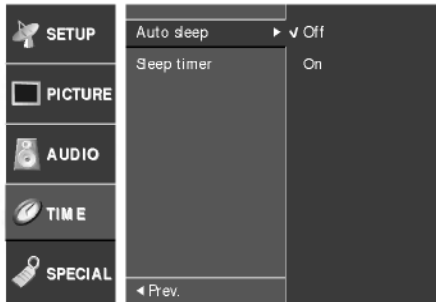 SETUP
PICTURE
AUDIO
TIME
SPECIAL
Auto sleep ► √ Off
Sleep timer On
◄ Prev.